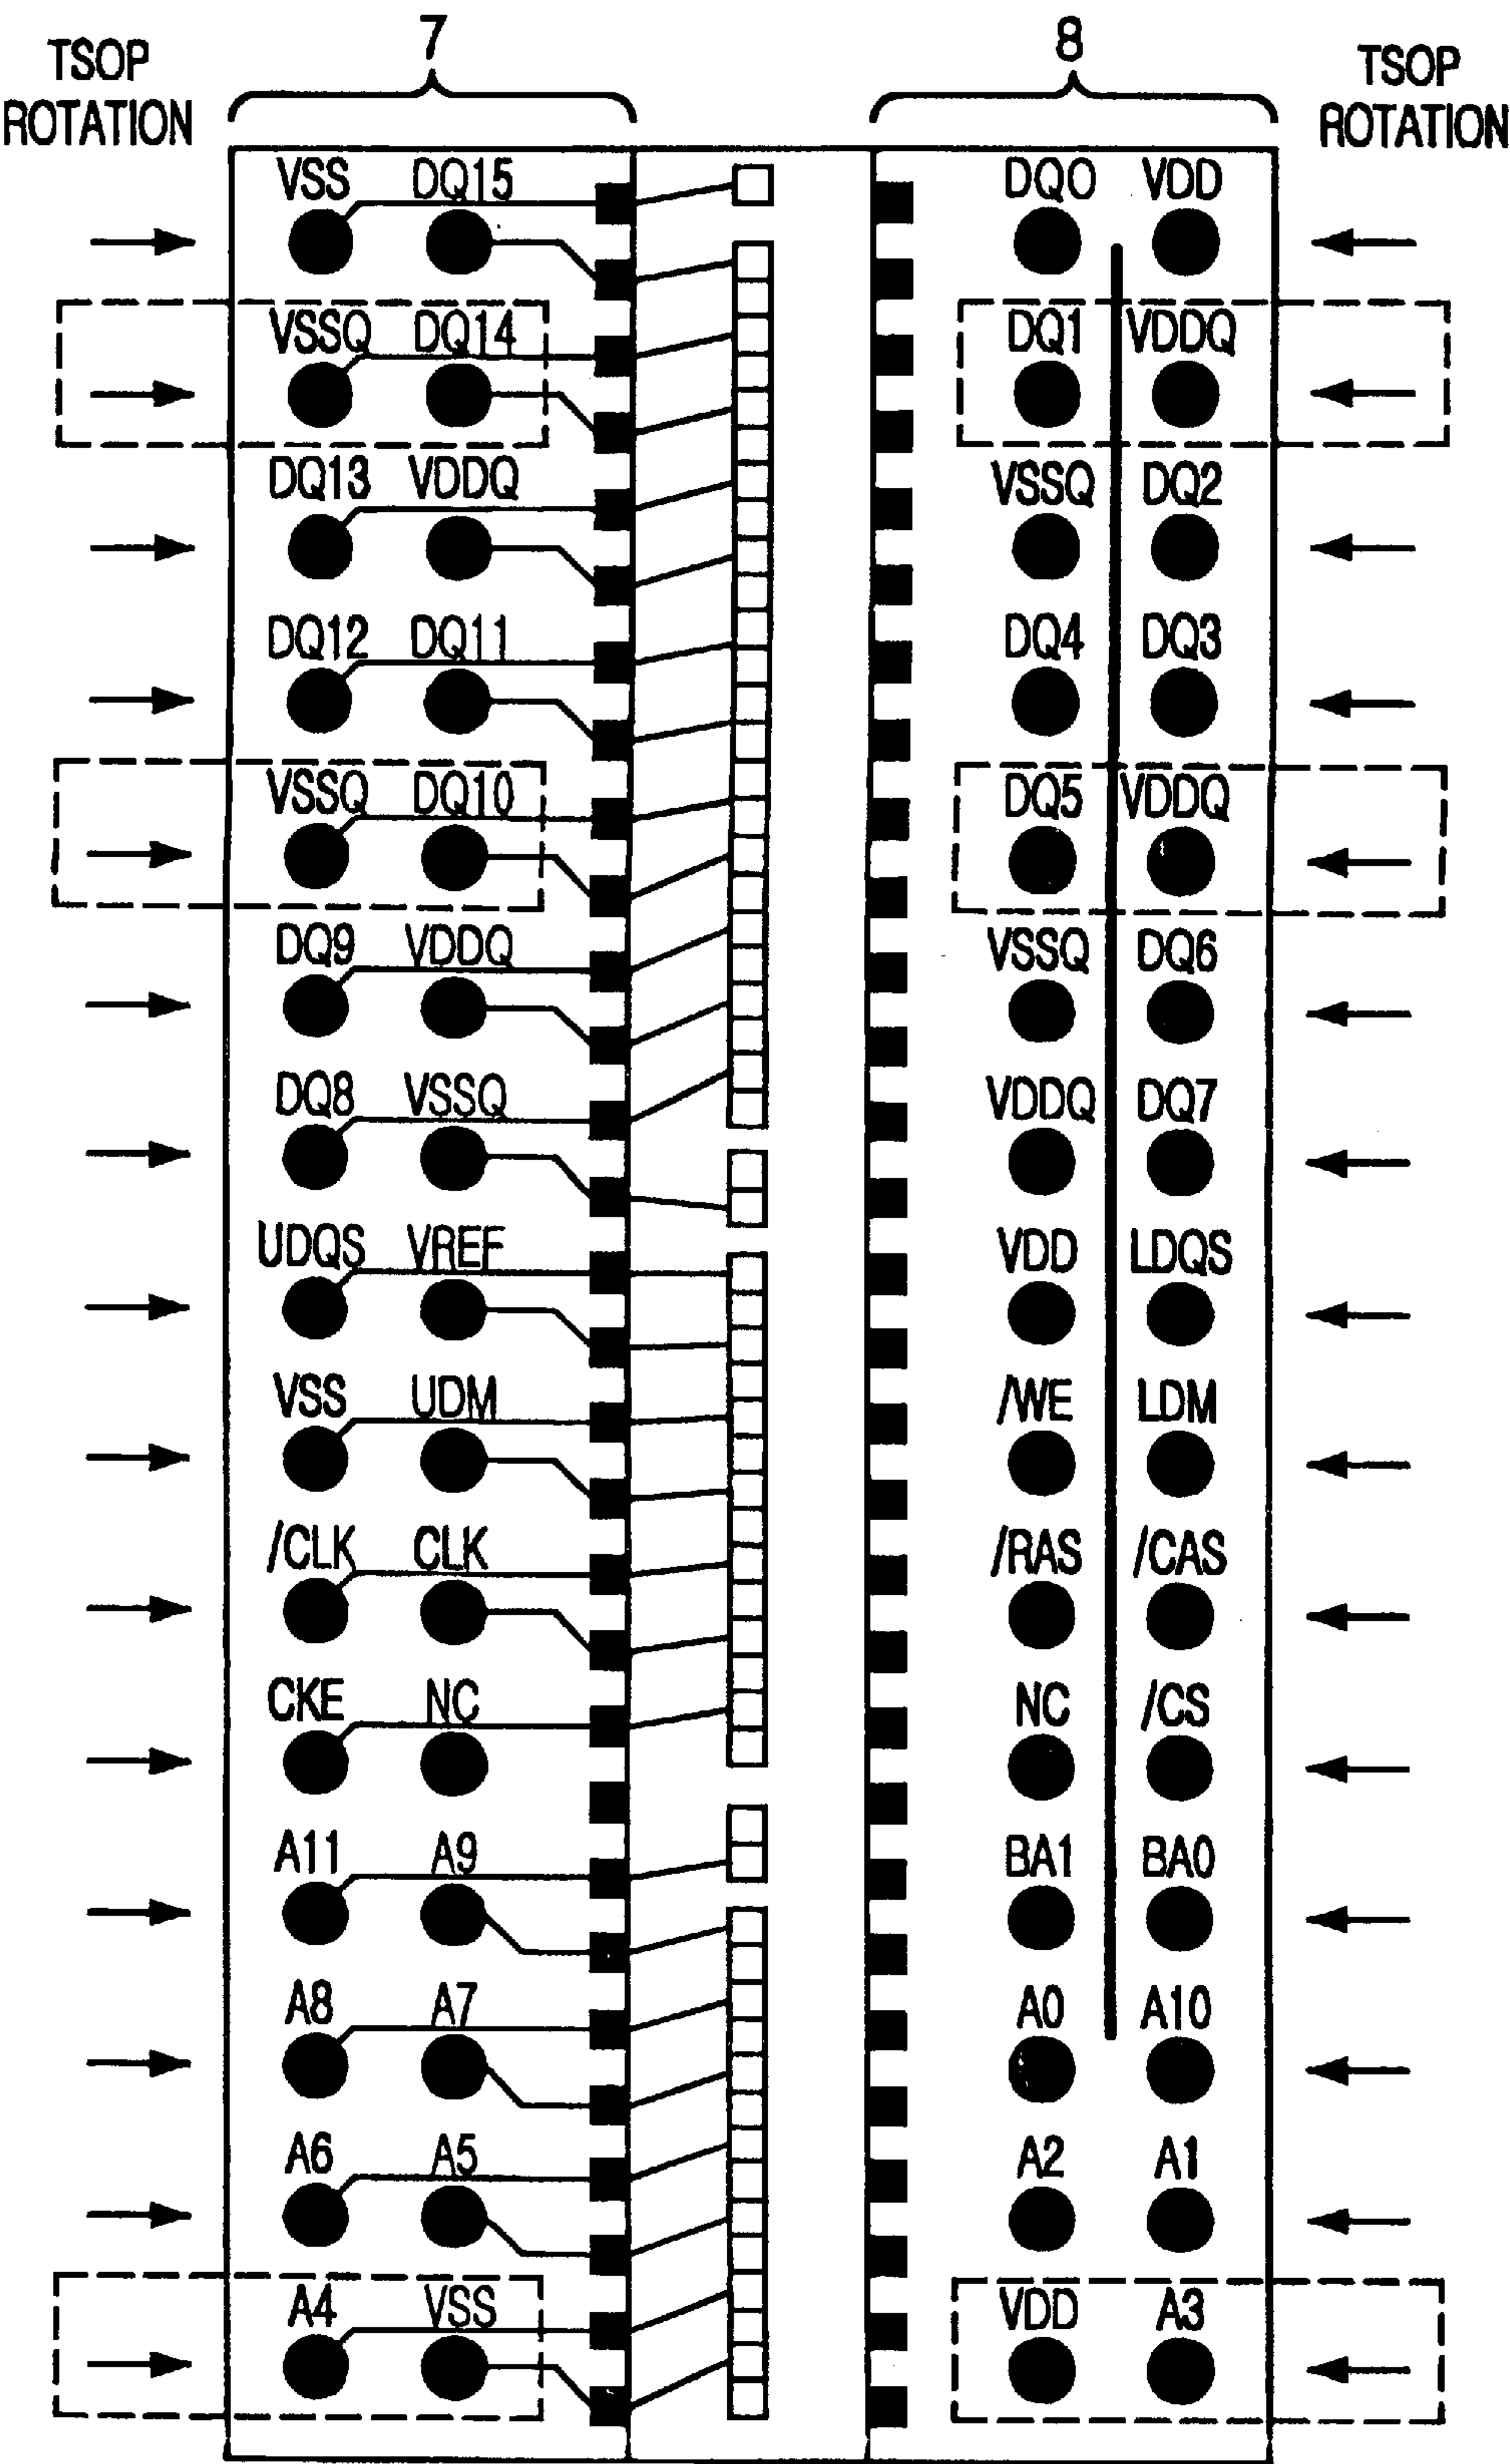 7 8
TSOP ROTATION TSOP ROTATION
VSS DQ15 DQ0 VDD
VSSQ DQ14 DQ1 VDDQ
DQ13 VDDQ VSSQ DQ2
DQ12 DQ11 DQ4 DQ3
VSSQ DQ10 DQ5 VDDQ
DQ9 VDDQ VSSQ DQ6
DQ8 VSSQ VDDQ DQ7
UDQS VREF VDD LDQS
VSS UDM /WE LDM
/CLK CLK /RAS /CAS
CKE NC NC /CS
A11 A9 BA1 BA0
A8 A7 A0 A10
A6 A5 A2 A1
A4 VSS VDD A3